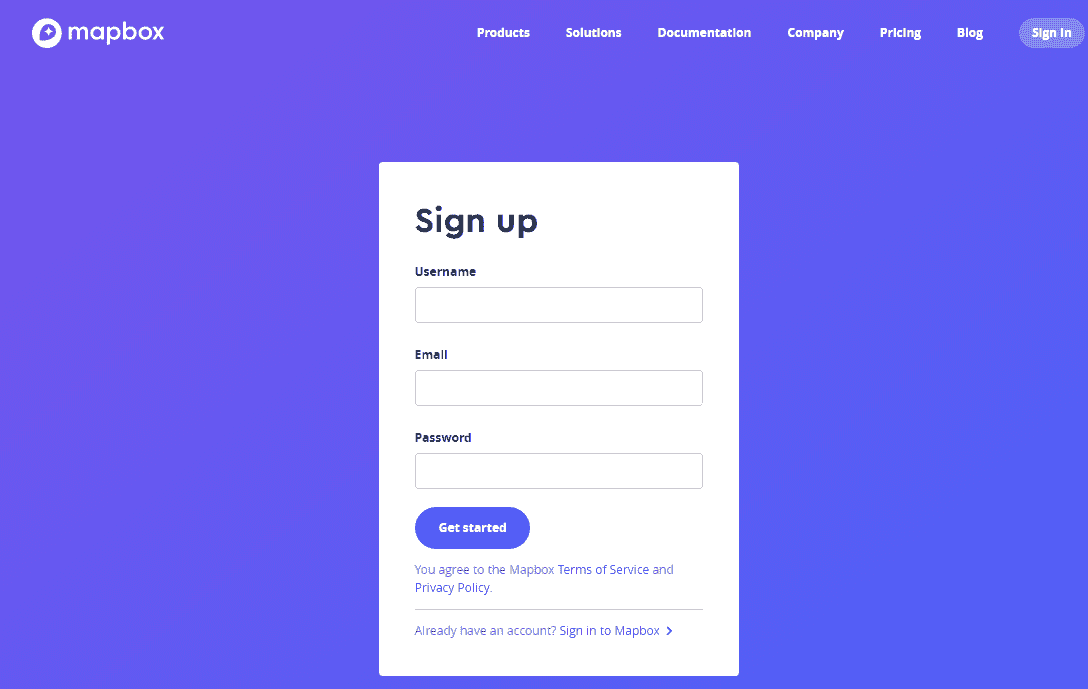 mapbox
Products Solutions Documentation Company Pricing Blog Sign in
Sign up
Username
Email
Password
Get started
You agree to the Mapbox Terms of Service and
Privacy Policy.
Already have an account? Sign in to Mapbox